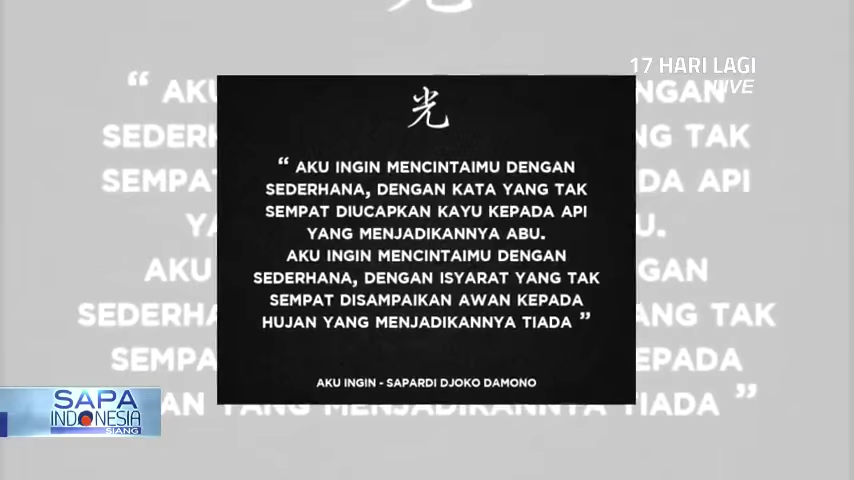 17 HARI LAGI
LIVE
光
“ AKU INGIN MENCINTAIMU DENGAN
SEDERHANA, DENGAN KATA YANG TAK
SEMPAT DIUCAPKAN KAYU KEPADA API
YANG MENJADIKANNYA ABU.
AKU INGIN MENCINTAIMU DENGAN
SEDERHANA, DENGAN ISYARAT YANG TAK
SEMPAT DISAMPAIKAN AWAN KEPADA
HUJAN YANG MENJADIKANNYA TIADA ”
AKU INGIN - SAPARDI DJOKO DAMONO
SAPA
INDONESIA
SIANG